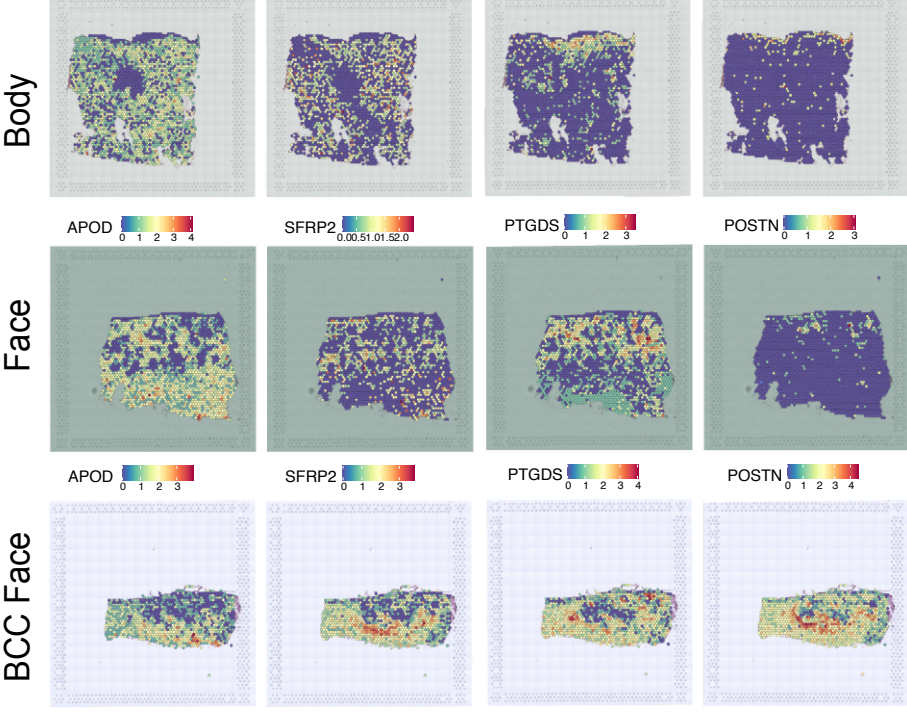 Body
APOD 0 1 2 3 4
SFRP2 0.00.51.01.52.0
PTGDS 0 1 2 3
POSTN 0 1 2 3
Face
APOD 0 1 2 3
SFRP2 0 1 2 3
PTGDS 0 1 2 3 4
POSTN 0 1 2 3 4
BCC Face